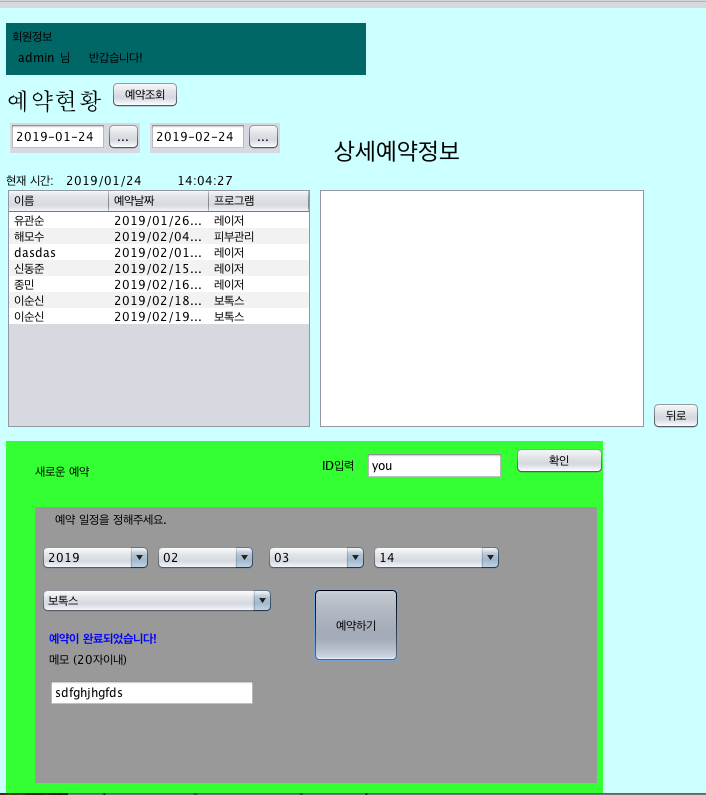 회원정보
admin 님 반갑습니다!
예약현황 예약조회
2019-01-24 ... 2019-02-24 ...
상세예약정보
현재 시간: 2019/01/24 14:04:27
이름 예약날짜 프로그램
유관순 2019/01/26... 레이저
해모수 2019/02/04... 피부관리
dasdas 2019/02/01... 레이저
신동준 2019/02/15... 레이저
종민 2019/02/16... 레이저
이순신 2019/02/18... 보톡스
이순신 2019/02/19... 보톡스
뒤로
새로운 예약 ID입력 you 확인
예약 일정을 정해주세요.
2019 02 03 14
보톡스
예약하기
예약이 완료되었습니다!
메모 (20자이내)
sdfghjhgfds